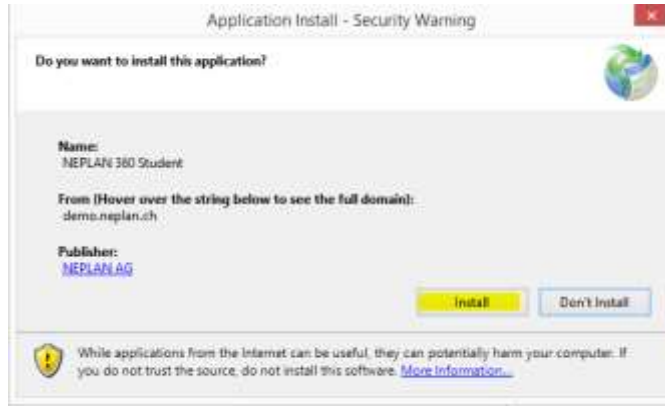 Application Install - Security Warning
Do you want to install this application?
Name:
NEPLAN 360 Student
From (Hover over the string below to see the full domain):
demo.neplan.ch
Publisher:
NEPLAN AG
Install
Don't Install
While applications from the Internet can be useful, they can potentially harm your computer. If
you do not trust the source, do not install this software. More Information...